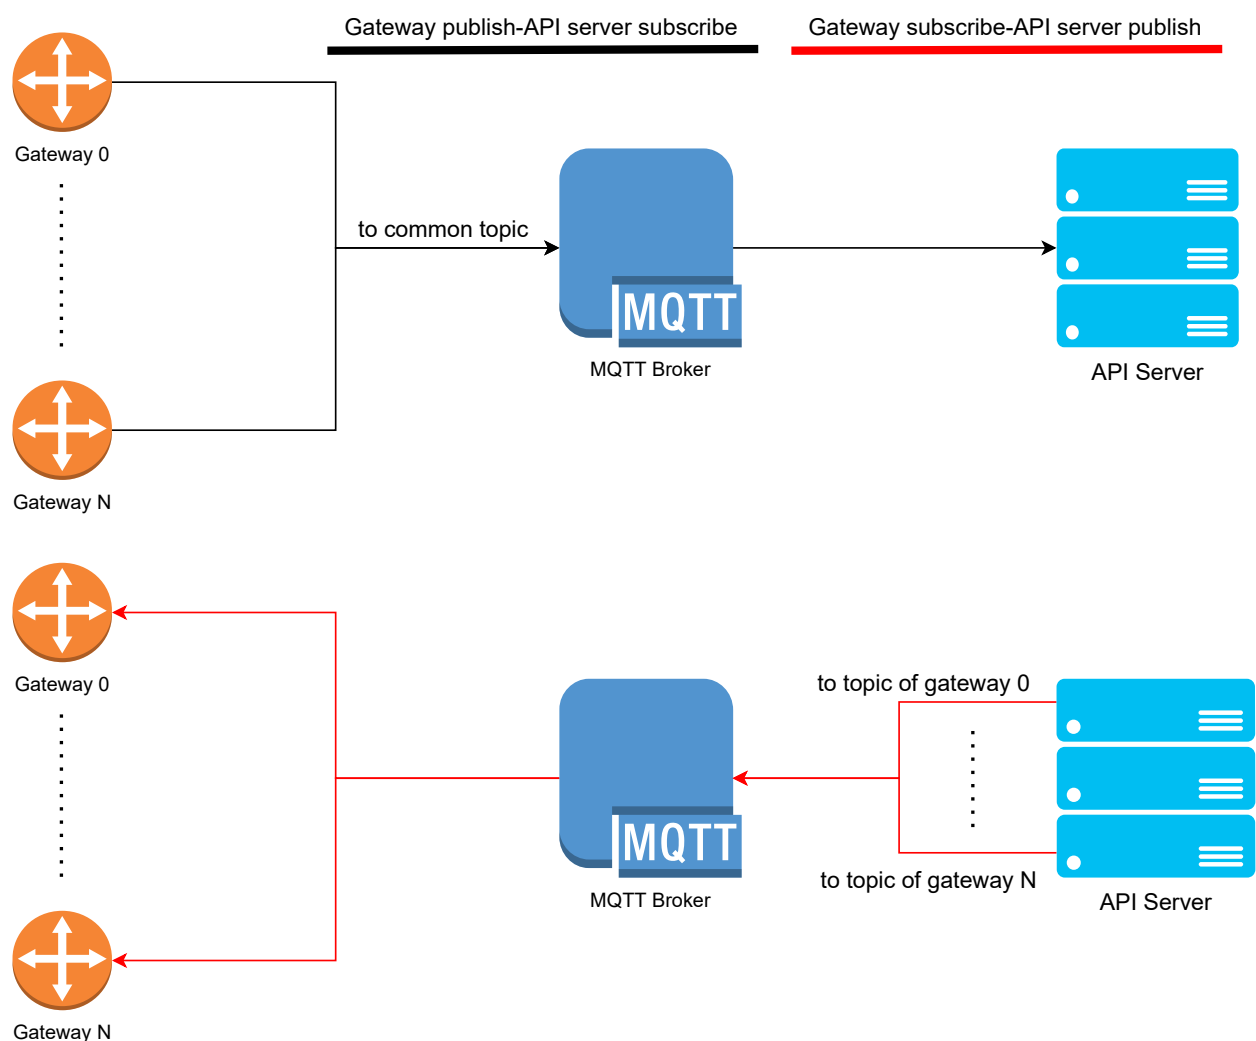 Gateway publish-API server subscribe
Gateway subscribe-API server publish
Gateway 0
to common topic
MQTT
MQTT Broker
API Server
Gateway N
Gateway 0
to topic of gateway 0
MQTT
to topic of gateway N
MQTT Broker
API Server
Gateway N